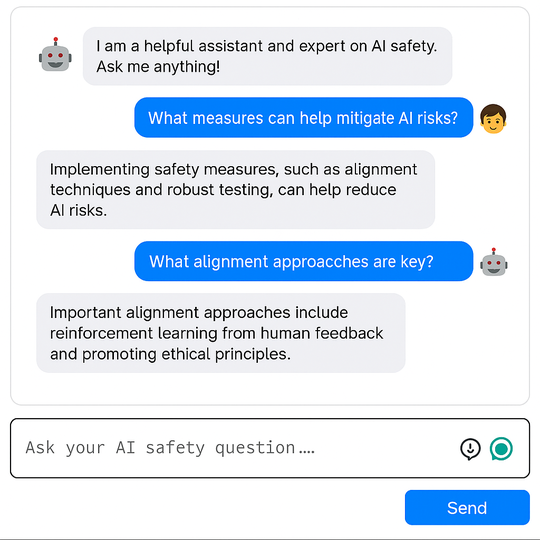 I am a helpful assistant and expert on AI safety.
Ask me anything!
What measures can help mitigate AI risks?
Implementing safety measures, such as alignment
techniques and robust testing, can help reduce
AI risks.
What alignment approacches are key?
Important alignment approaches include
reinforcement learning from human feedback
and promoting ethical principles.
Ask your AI safety question....
Send